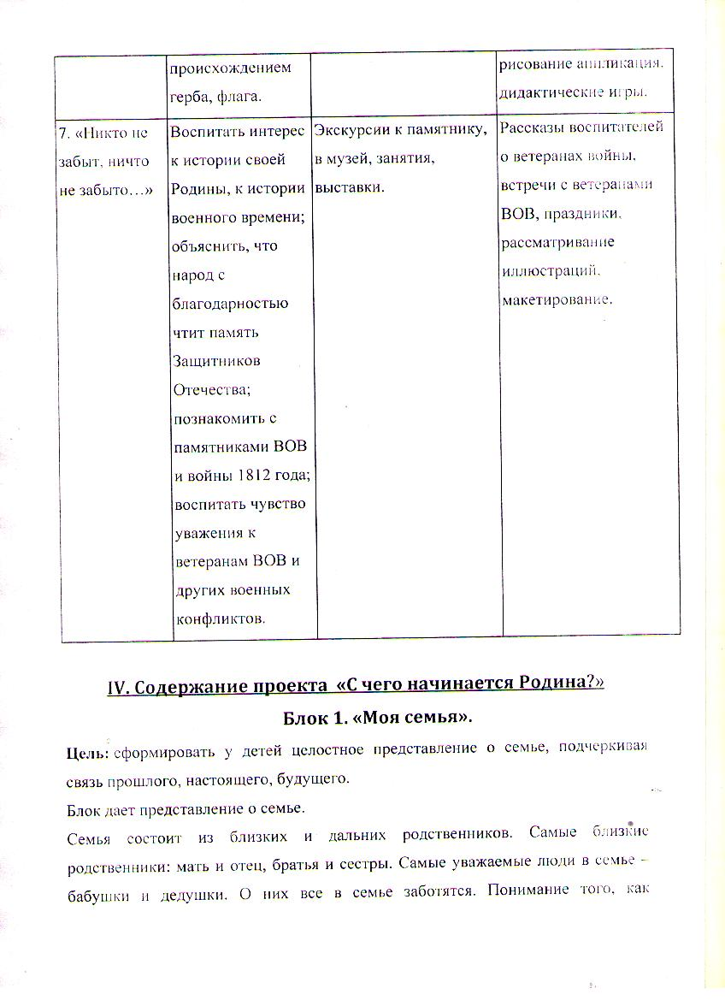 происхождением
герба, флага.
рисование аппликация.
дидактические игры.
7. «Никто не
забыт, ничто
не забыто...»
Воспитать интерес
к истории своей
Родины, к истории
военного времени;
объяснить, что
народ с
благодарностью
чтит память
Защитников
Отечества;
познакомить с
памятниками ВОВ
и войны 1812 года;
воспитать чувство
уважения к
ветеранам ВОВ и
других военных
конфликтов.
Экскурсии к памятнику,
в музей, занятия,
выставки.
Рассказы воспитателей
о ветеранах войны,
встречи с ветеранами
ВОВ, праздники,
рассматривание
иллюстраций,
макетирование.
IV. Содержание проекта «С чего начинается Родина?»
Блок 1. «Моя семья».
Цель: сформировать у детей целостное представление о семье, подчеркивая
связь прошлого, настоящего, будущего.
Блок дает представление о семье.
Семья состоит из близких и дальних родственников. Самые близкие
родственники: мать и отец, братья и сестры. Самые уважаемые люди в семье –
бабушки и дедушки. О них все в семье заботятся. Понимание того, как